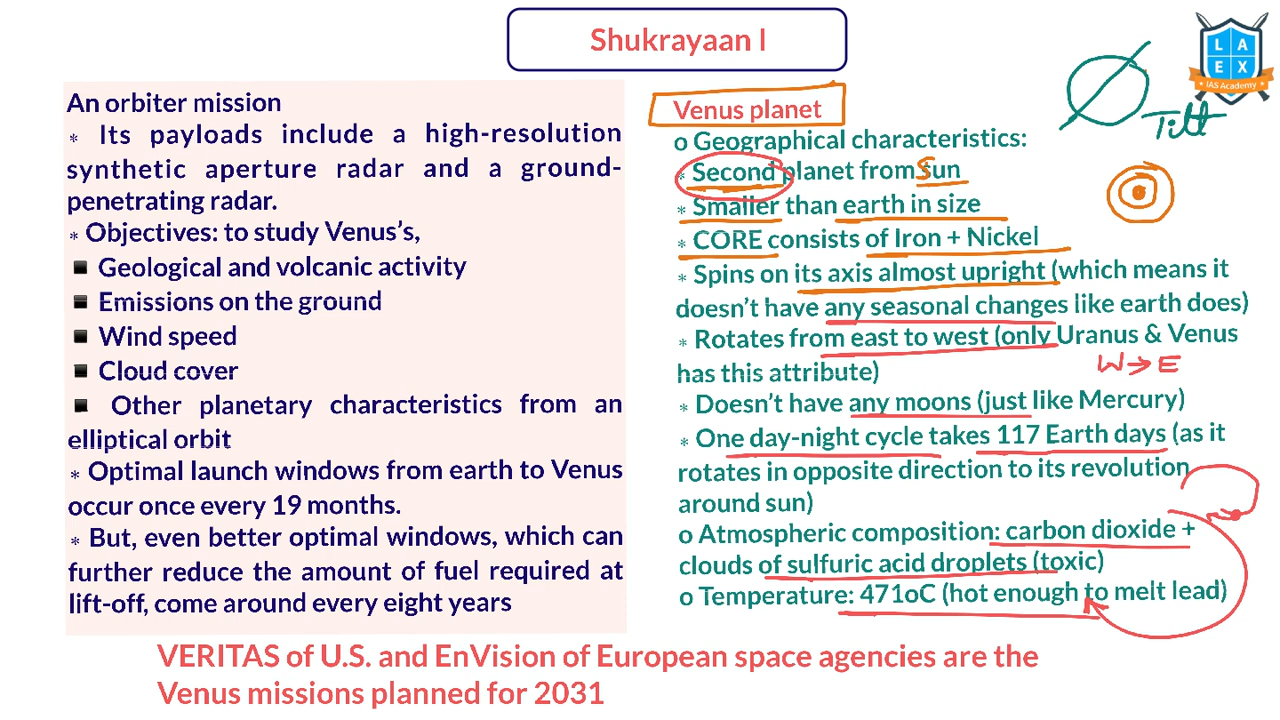 Shukrayaan I
L A
E X
IAS Academy
Tilt
An orbiter mission
* Its payloads include a high-resolution
synthetic aperture radar and a ground-
penetrating radar.
* Objectives: to study Venus's,
▪ Geological and volcanic activity
▪ Emissions on the ground
▪ Wind speed
▪ Cloud cover
▪ Other planetary characteristics from an
elliptical orbit
* Optimal launch windows from earth to Venus
occur once every 19 months.
* But, even better optimal windows, which can
further reduce the amount of fuel required at
lift-off, come around every eight years
Venus planet
o Geographical characteristics:
* Second planet from Sun
* Smaller than earth in size
* CORE consists of Iron + Nickel
* Spins on its axis almost upright (which means it
doesn't have any seasonal changes like earth does)
* Rotates from east to west (only Uranus & Venus
has this attribute)
W → E
* Doesn't have any moons (just like Mercury)
* One day-night cycle takes 117 Earth days (as it
rotates in opposite direction to its revolution
around sun)
o Atmospheric composition: carbon dioxide +
clouds of sulfuric acid droplets (toxic)
o Temperature: 471oC (hot enough to melt lead)
VERITAS of U.S. and EnVision of European space agencies are the
Venus missions planned for 2031